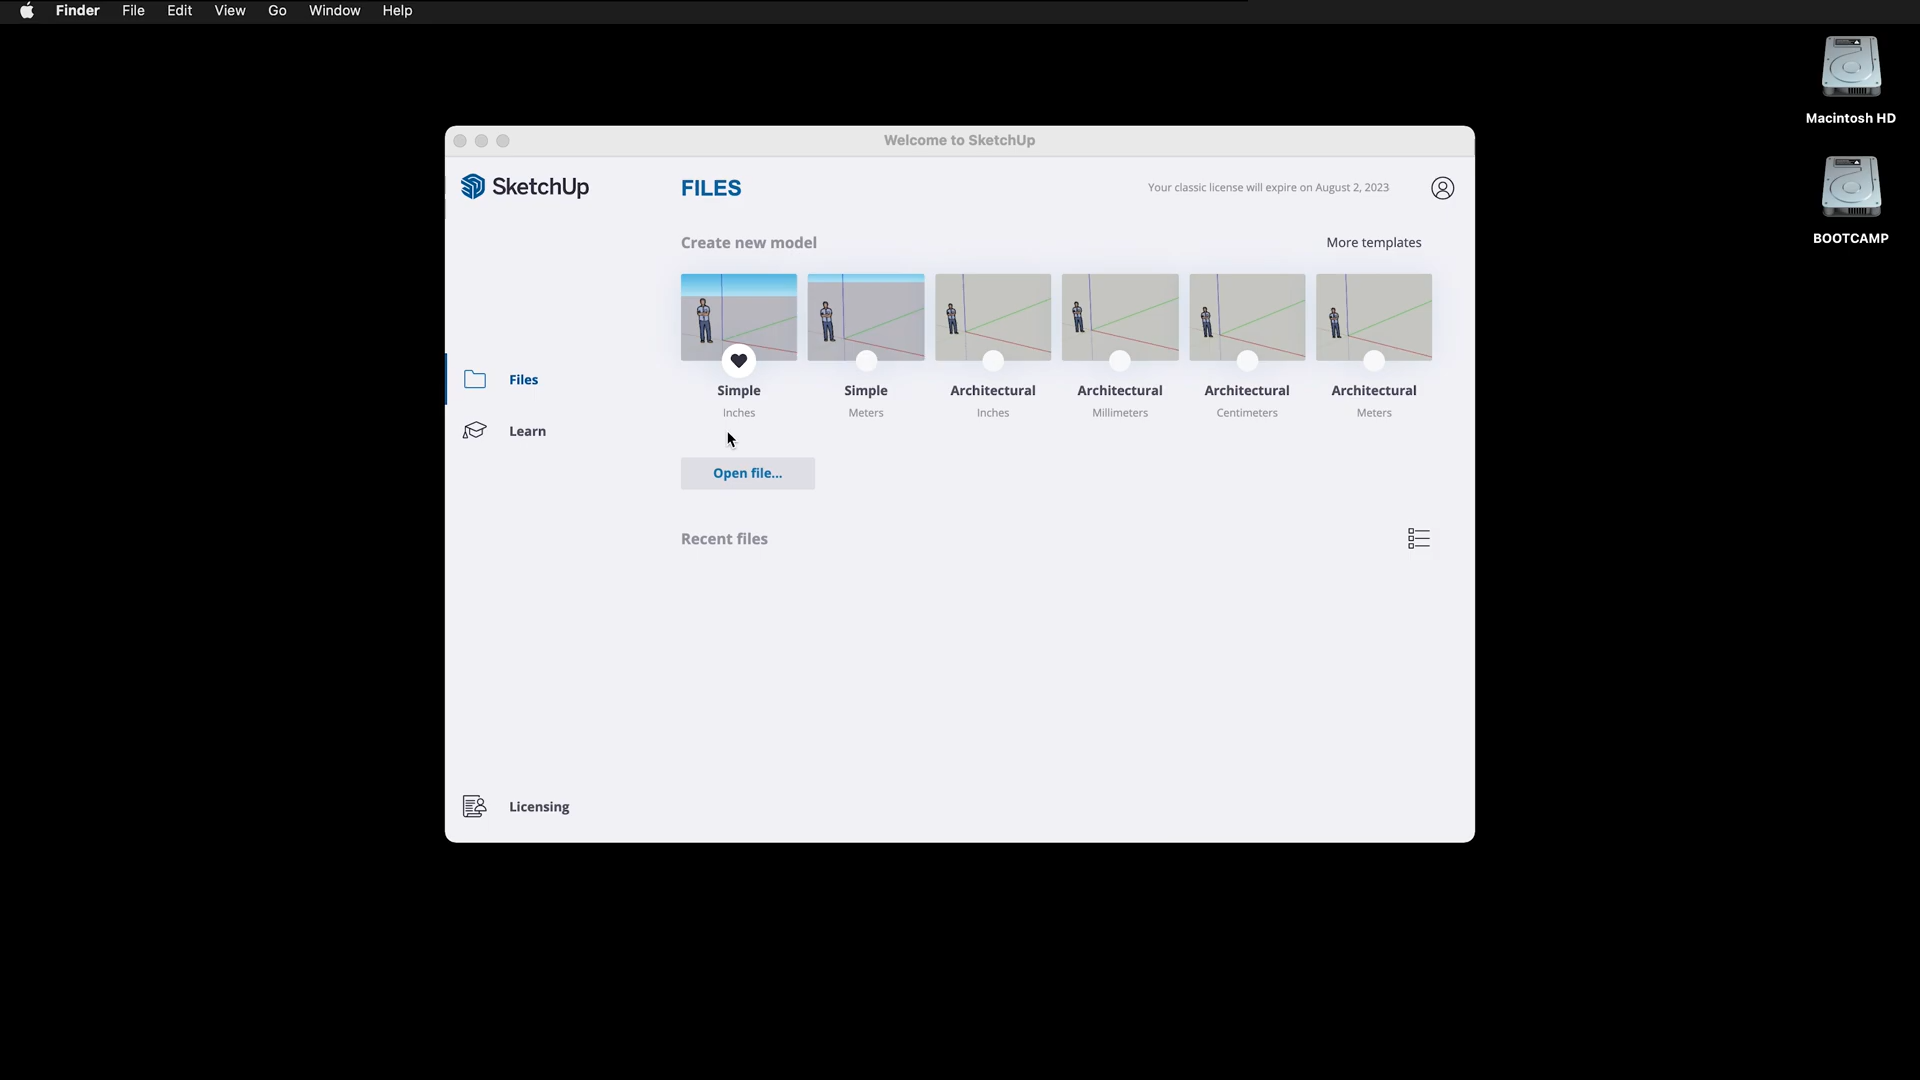 Finder File Edit View Go Window Help
Macintosh HD
BOOTCAMP
Welcome to SketchUp
SketchUp
FILES
Your classic license will expire on August 2, 2023
Create new model
More templates
Simple
Inches
Simple
Meters
Architectural
Inches
Architectural
Millimeters
Architectural
Centimeters
Architectural
Meters
Files
Learn
Open file...
Recent files
Licensing